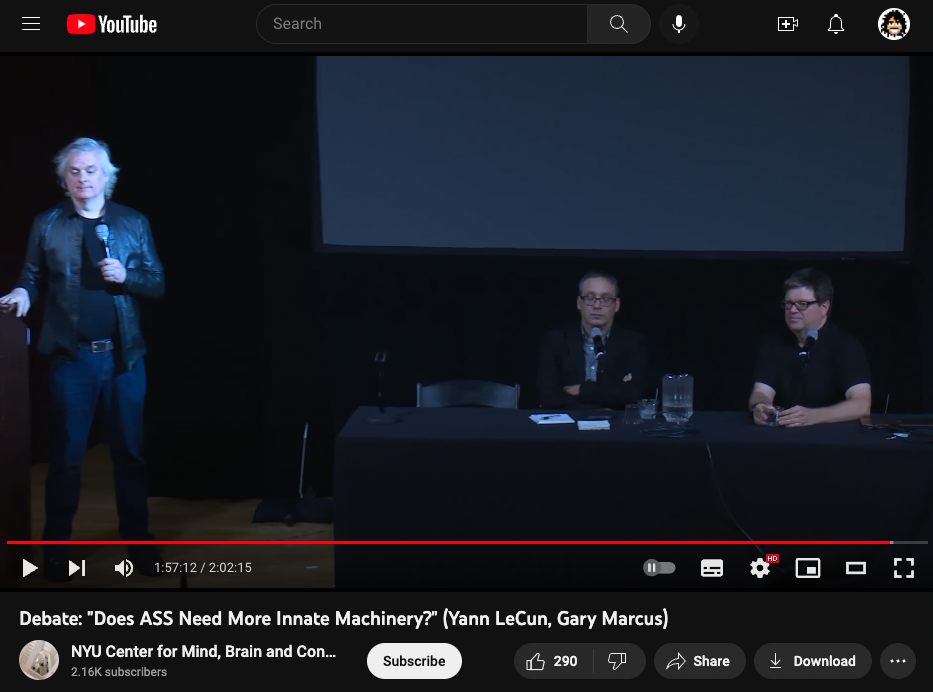 YouTube
Search
1:57:12 / 2:02:15
HD
Debate: "Does ASS Need More Innate Machinery?" (Yann LeCun, Gary Marcus)
NYU Center for Mind, Brain and Con...
2.16K subscribers
Subscribe
290
Share
Download